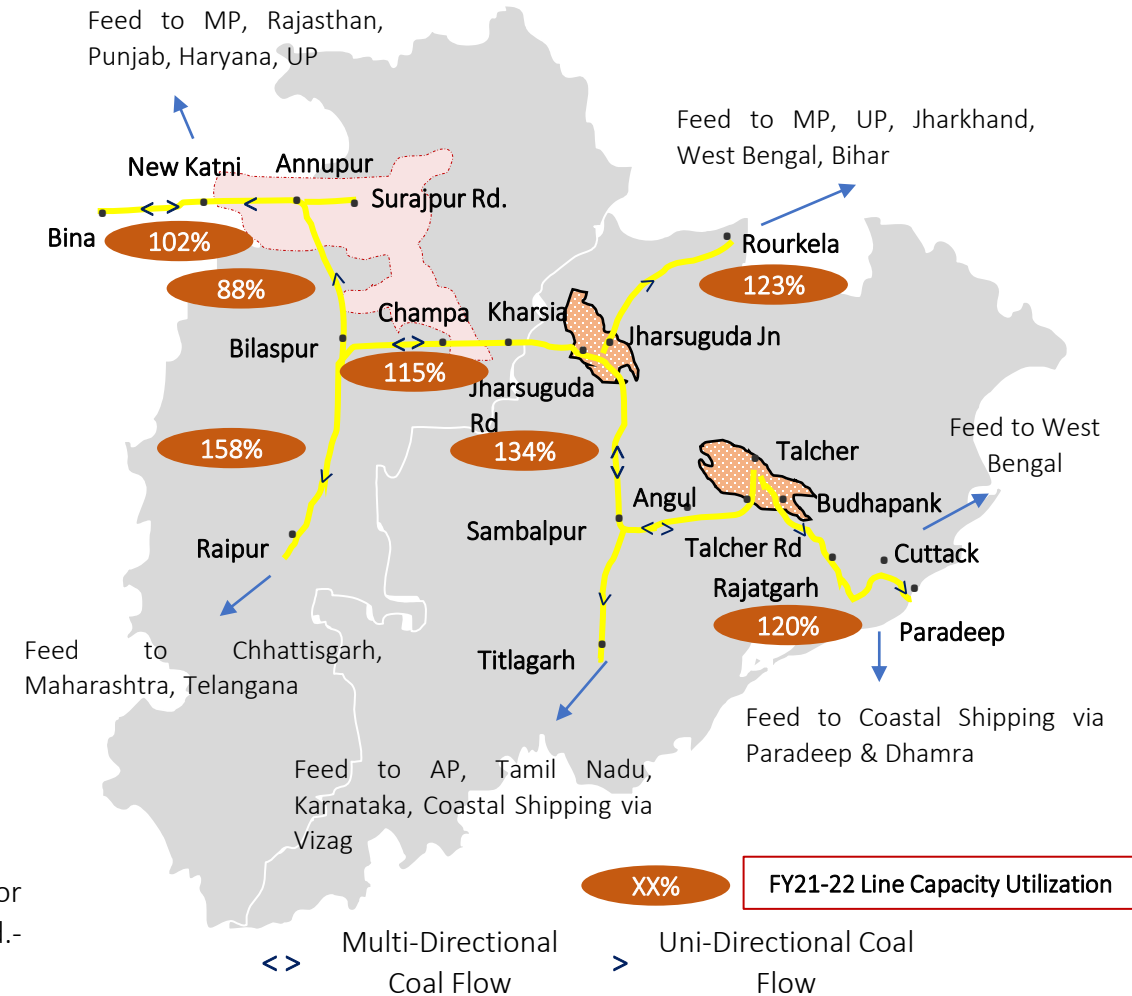 Feed to MP, Rajasthan,
Punjab, Haryana, UP
Feed to MP, UP, Jharkhand,
West Bengal, Bihar
New Katni
Annupur
Surajpur Rd.
Bina
102%
Rourkela
88%
123%
Champa
Kharsia
Jharsuguda Jn
Bilaspur
115%
Jharsuguda
Rd
158%
134%
Feed to West
Bengal
Talcher
Angul
Budhapank
Sambalpur
Raipur
Talcher Rd
Cuttack
Rajatgarh
120%
Paradeep
Feed to Chhattisgarh,
Maharashtra, Telangana
Titlagarh
Feed to Coastal Shipping via
Paradeep & Dhamra
Feed to AP, Tamil Nadu,
Karnataka, Coastal Shipping via
Vizag
XX%
FY21-22 Line Capacity Utilization
or
.-
< >
Multi-Directional
Coal Flow
>
Uni-Directional Coal
Flow